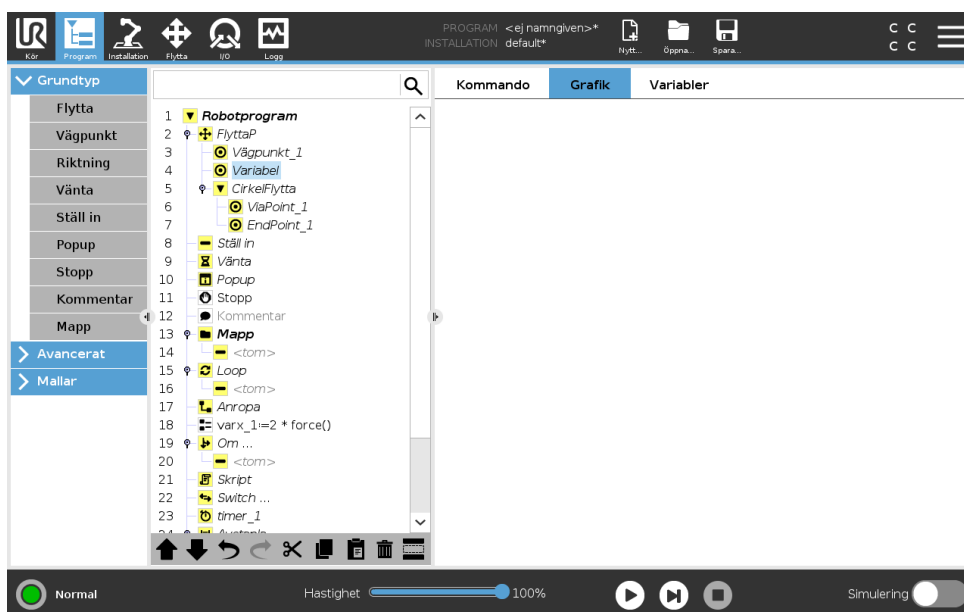 UR
PROGRAM <ej namngiven>*
INSTALLATION default*
Kör Program Installation Flytta I/O Logg Nytt... Öppna... Spara...
C C
C C
Grundtyp
Flytta
Vägpunkt
Riktning
Vänta
Ställ in
Popup
Stopp
Kommentar
Mapp
Avancerat
Mallar
1 Robotprogram
2 FlyttaP
3 Vägpunkt_1
4 Variabel
5 CirkelFlytta
6 ViaPoint_1
7 EndPoint_1
8 Ställ in
9 Vänta
10 Popup
11 Stopp
12 Kommentar
13 Mapp
14 <tom>
15 Loop
16 <tom>
17 Anropa
18 varx_1≔2 * force()
19 Om ...
20 <tom>
21 Skript
22 Switch ...
23 timer_1
Kommando Grafik Variabler
Normal
Hastighet 100%
Simulering